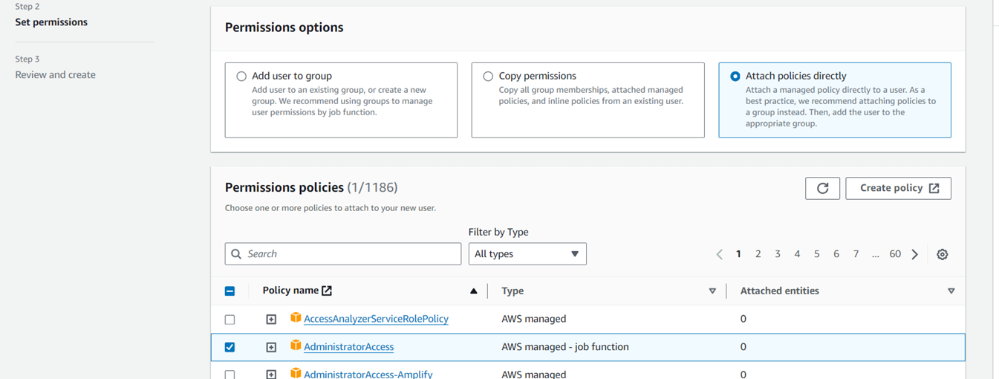 Step 2
Set permissions
Step 3
Review and create
Permissions options
Add user to group
Add user to an existing group, or create a new
group. We recommend using groups to manage
user permissions by job function.
Copy permissions
Copy all group memberships, attached managed
policies, and inline policies from an existing user.
Attach policies directly
Attach a managed policy directly to a user. As a
best practice, we recommend attaching policies to
a group instead. Then, add the user to the
appropriate group.
Permissions policies (1/1186)
Create policy
Choose one or more policies to attach to your new user.
Filter by Type
Search
All types
1 2 3 4 5 6 7 ... 60
Policy name Type Attached entities
AccessAnalyzerServiceRolePolicy AWS managed 0
AdministratorAccess AWS managed - job function 0
AdministratorAccess-Amplify AWS managed 0